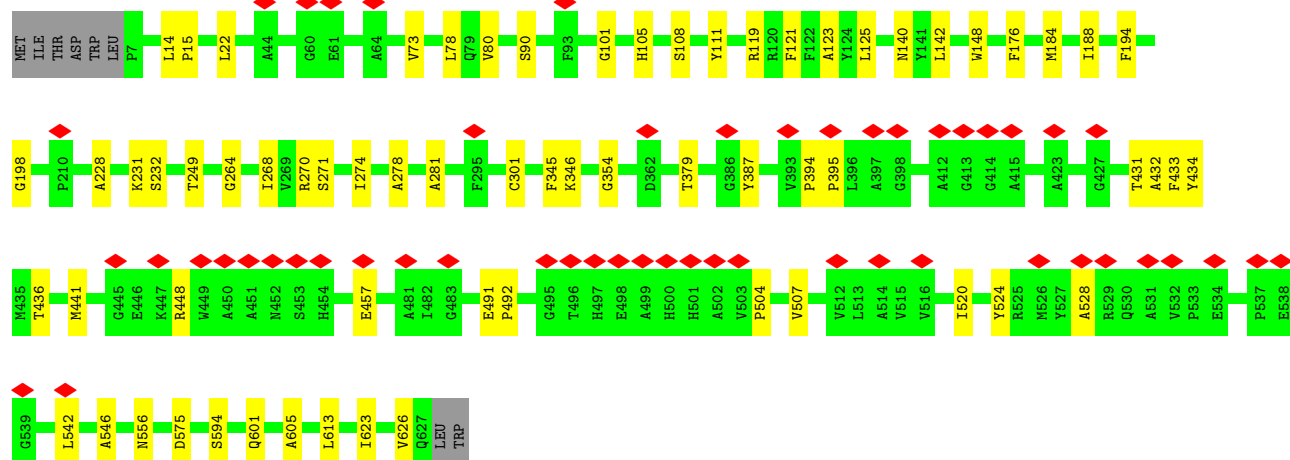 MET ILE THR ASP TRP LEU P7 L14 P15 L22 A44 G60 E61 A64 V73 L78 Q79 V80 S90 F93 G101 H105 S108 Y111 R119 R120 F121 F122 A123 Y124 L125 N140 Y141 L142 W148 F176 M184 I188 F194
G198 P210 A228 K231 S232 T249 G264 I268 V269 R270 S271 I274 A278 A281 F295 C301 F345 K346 G354 D362 T379 G386 Y387 V393 P394 P395 L396 A397 G398 A412 G413 G414 A415 A423 G427 T431 A432 F433 Y434
M435 T436 M441 G445 E446 K447 R448 W449 A450 A451 N452 S453 H454 E457 A481 I482 G483 E491 P492 G495 T496 H497 E498 A499 H500 H501 A502 V503 P504 V507 V512 L513 A514 V515 V516 I520 Y524 R525 M526 Y527 A528 R529 Q530 A531 V532 P533 E534 P537 E538
G539 L542 A546 N556 D575 S594 Q601 A605 L613 I623 V626 Q627 LEU TRP